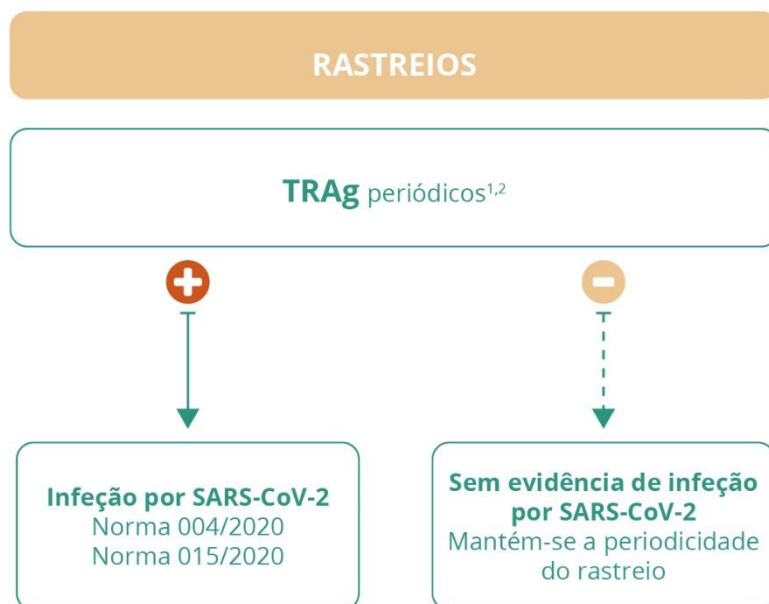 RASTREIOS
TRAg periódicos¹,²
Infeção por SARS-CoV-2
Norma 004/2020
Norma 015/2020
Sem evidência de infeção
por SARS-CoV-2
Mantém-se a periodicidade
do rastreio